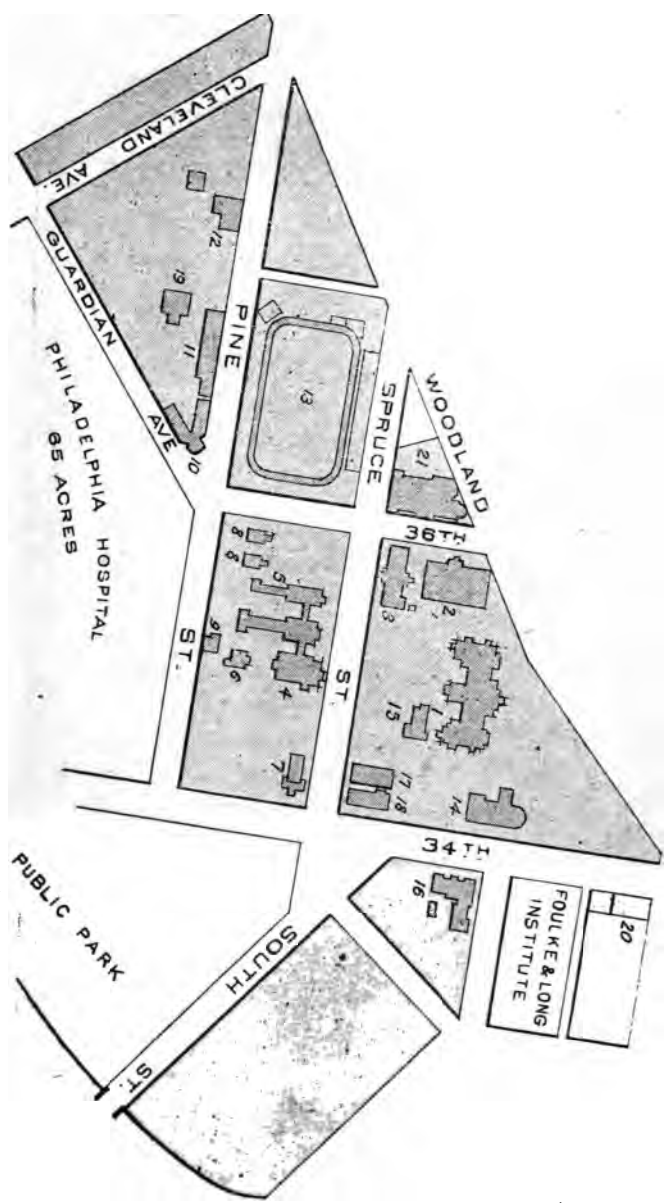 CLEVELAND
AVE.
GUARDIAN
AVE
PHILADELPHIA HOSPITAL
65 ACRES
PINE
ST.
WOODLAND
SPRUCE
ST.
36TH
34TH
FOULKE & LONG
INSTITUTE
SOUTH
ST.
PUBLIC PARK
12
19
11
10
13
21
8
8
5
9
6
4
7
2
3
1
15
17
18
14
16
20